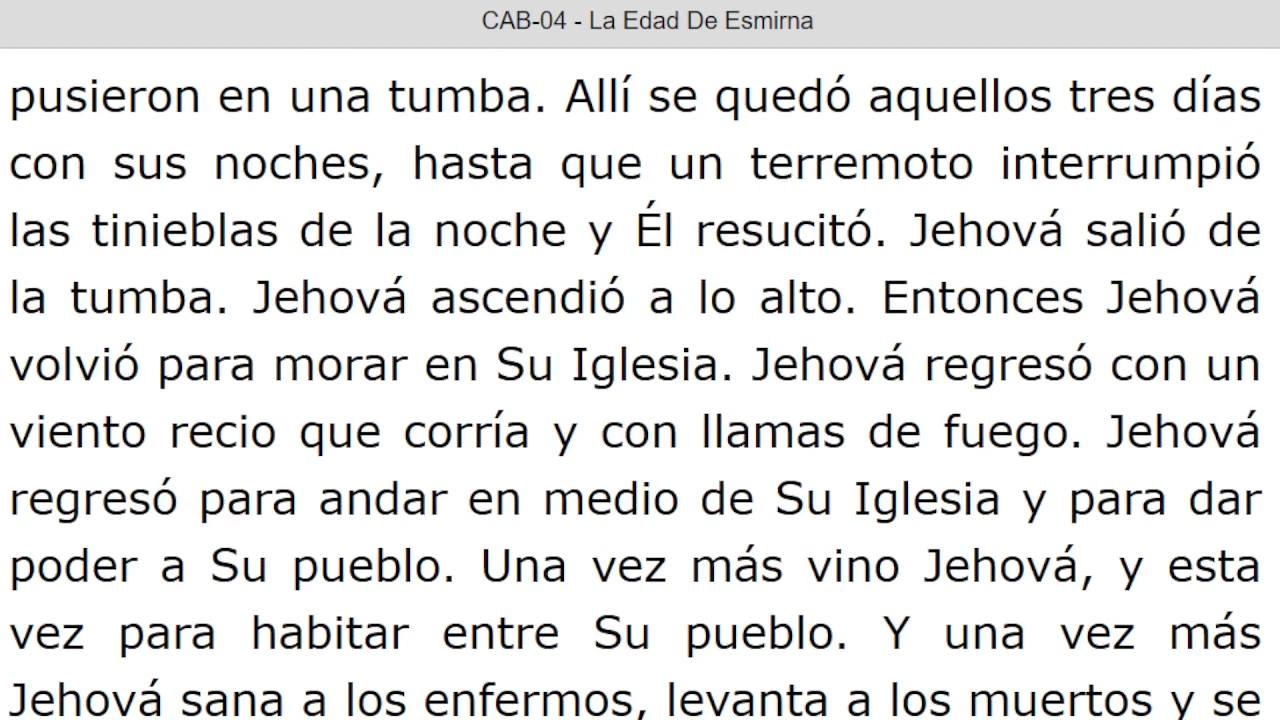 CAB-04 - La Edad De Esmirna
pusieron en una tumba. Allí se quedó aquellos tres días
con sus noches, hasta que un terremoto interrumpió
las tinieblas de la noche y Él resucitó. Jehová salió de
la tumba. Jehová ascendió a lo alto. Entonces Jehová
volvió para morar en Su Iglesia. Jehová regresó con un
viento recio que corría y con llamas de fuego. Jehová
regresó para andar en medio de Su Iglesia y para dar
poder a Su pueblo. Una vez más vino Jehová, y esta
vez para habitar entre Su pueblo. Y una vez más
Jehová sana a los enfermos, levanta a los muertos y se